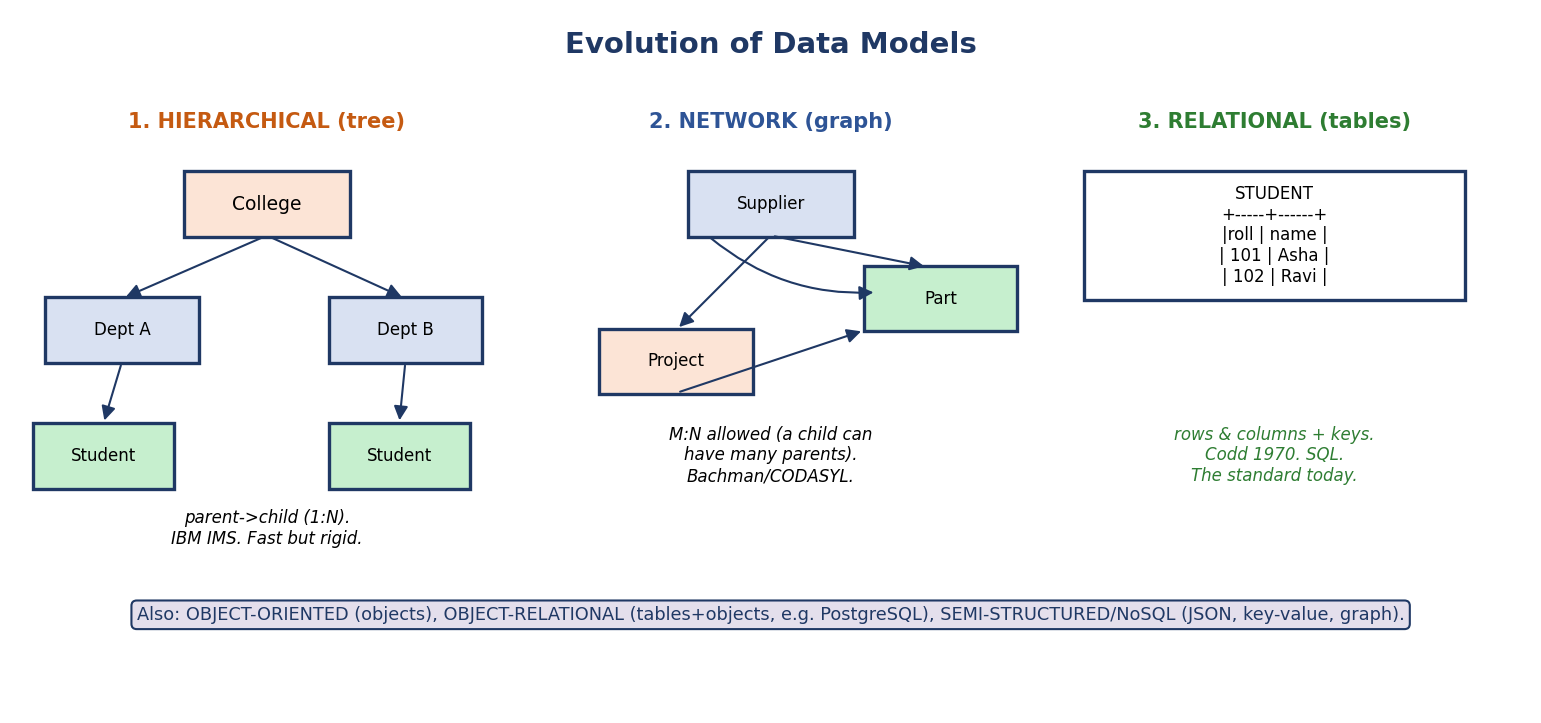 Evolution of Data Models
1. HIERARCHICAL (tree)
College
Dept A
Dept B
Student
Student
parent->child (1:N).
IBM IMS. Fast but rigid.
2. NETWORK (graph)
Supplier
Part
Project
M:N allowed (a child can
have many parents).
Bachman/CODASYL.
3. RELATIONAL (tables)
STUDENT
+-----+------+
|roll | name |
| 101 | Asha |
| 102 | Ravi |
rows & columns + keys.
Codd 1970. SQL.
The standard today.
Also: OBJECT-ORIENTED (objects), OBJECT-RELATIONAL (tables+objects, e.g. PostgreSQL), SEMI-STRUCTURED/NoSQL (JSON, key-value, graph).